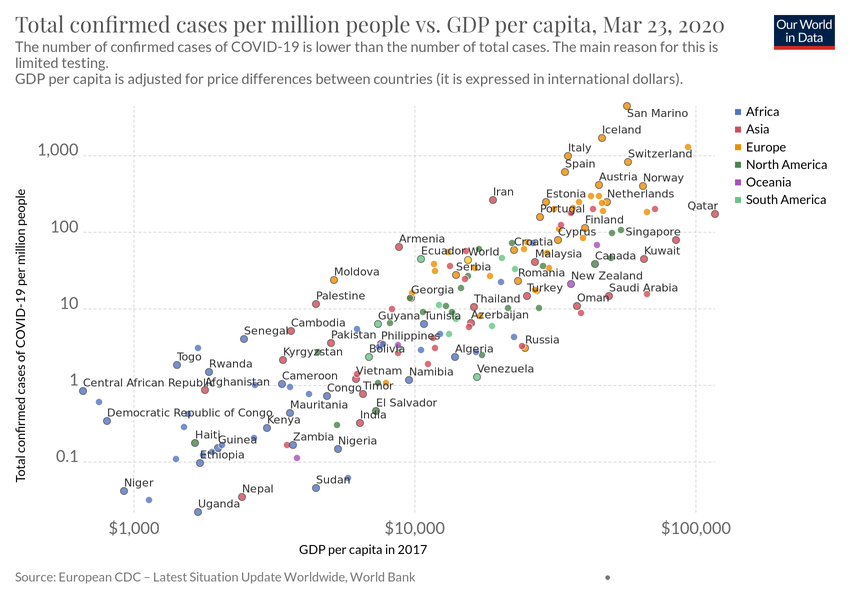 Total confirmed cases per million people vs. GDP per capita, Mar 23, 2020
Our World
in Data
The number of confirmed cases of COVID-19 is lower than the number of total cases. The main reason for this is
limited testing.
GDP per capita is adjusted for price differences between countries (it is expressed in international dollars).
Total confirmed cases per million people
1,000
100
10
1
0.1
San Marino
Iceland
Italy
Switzerland
Spain
Austria
Norway
Iran
Estonia
Netherlands
Qatar
Portugal
Finland
Armenia
Croatia
Cyprus
Singapore
Ecuador
World
Malaysia
Canada
Kuwait
Moldova
Serbia
Romania
New Zealand
Georgia
Turkey
Saudi Arabia
Palestine
Thailand
Oman
Guyana
Tunisia
Azerbaijan
Senegal
Cambodia
Pakistan
Philippines
Russia
Togo
Kyrgyzstan
Bolivia
Algeria
Rwanda
Central African Republic
Afghanistan
Cameroon
Vietnam
Namibia
Venezuela
Congo
Timor
Mauritania
El Salvador
Democratic Republic of Congo
Kenya
India
Haiti
Guinea
Zambia
Nigeria
Ethiopia
Niger
Nepal
Sudan
Uganda
$1,000
$10,000
$100,000
GDP per capita in 2017
Africa
Asia
Europe
North America
Oceania
South America
Source: European CDC – Latest Situation Update Worldwide, World Bank